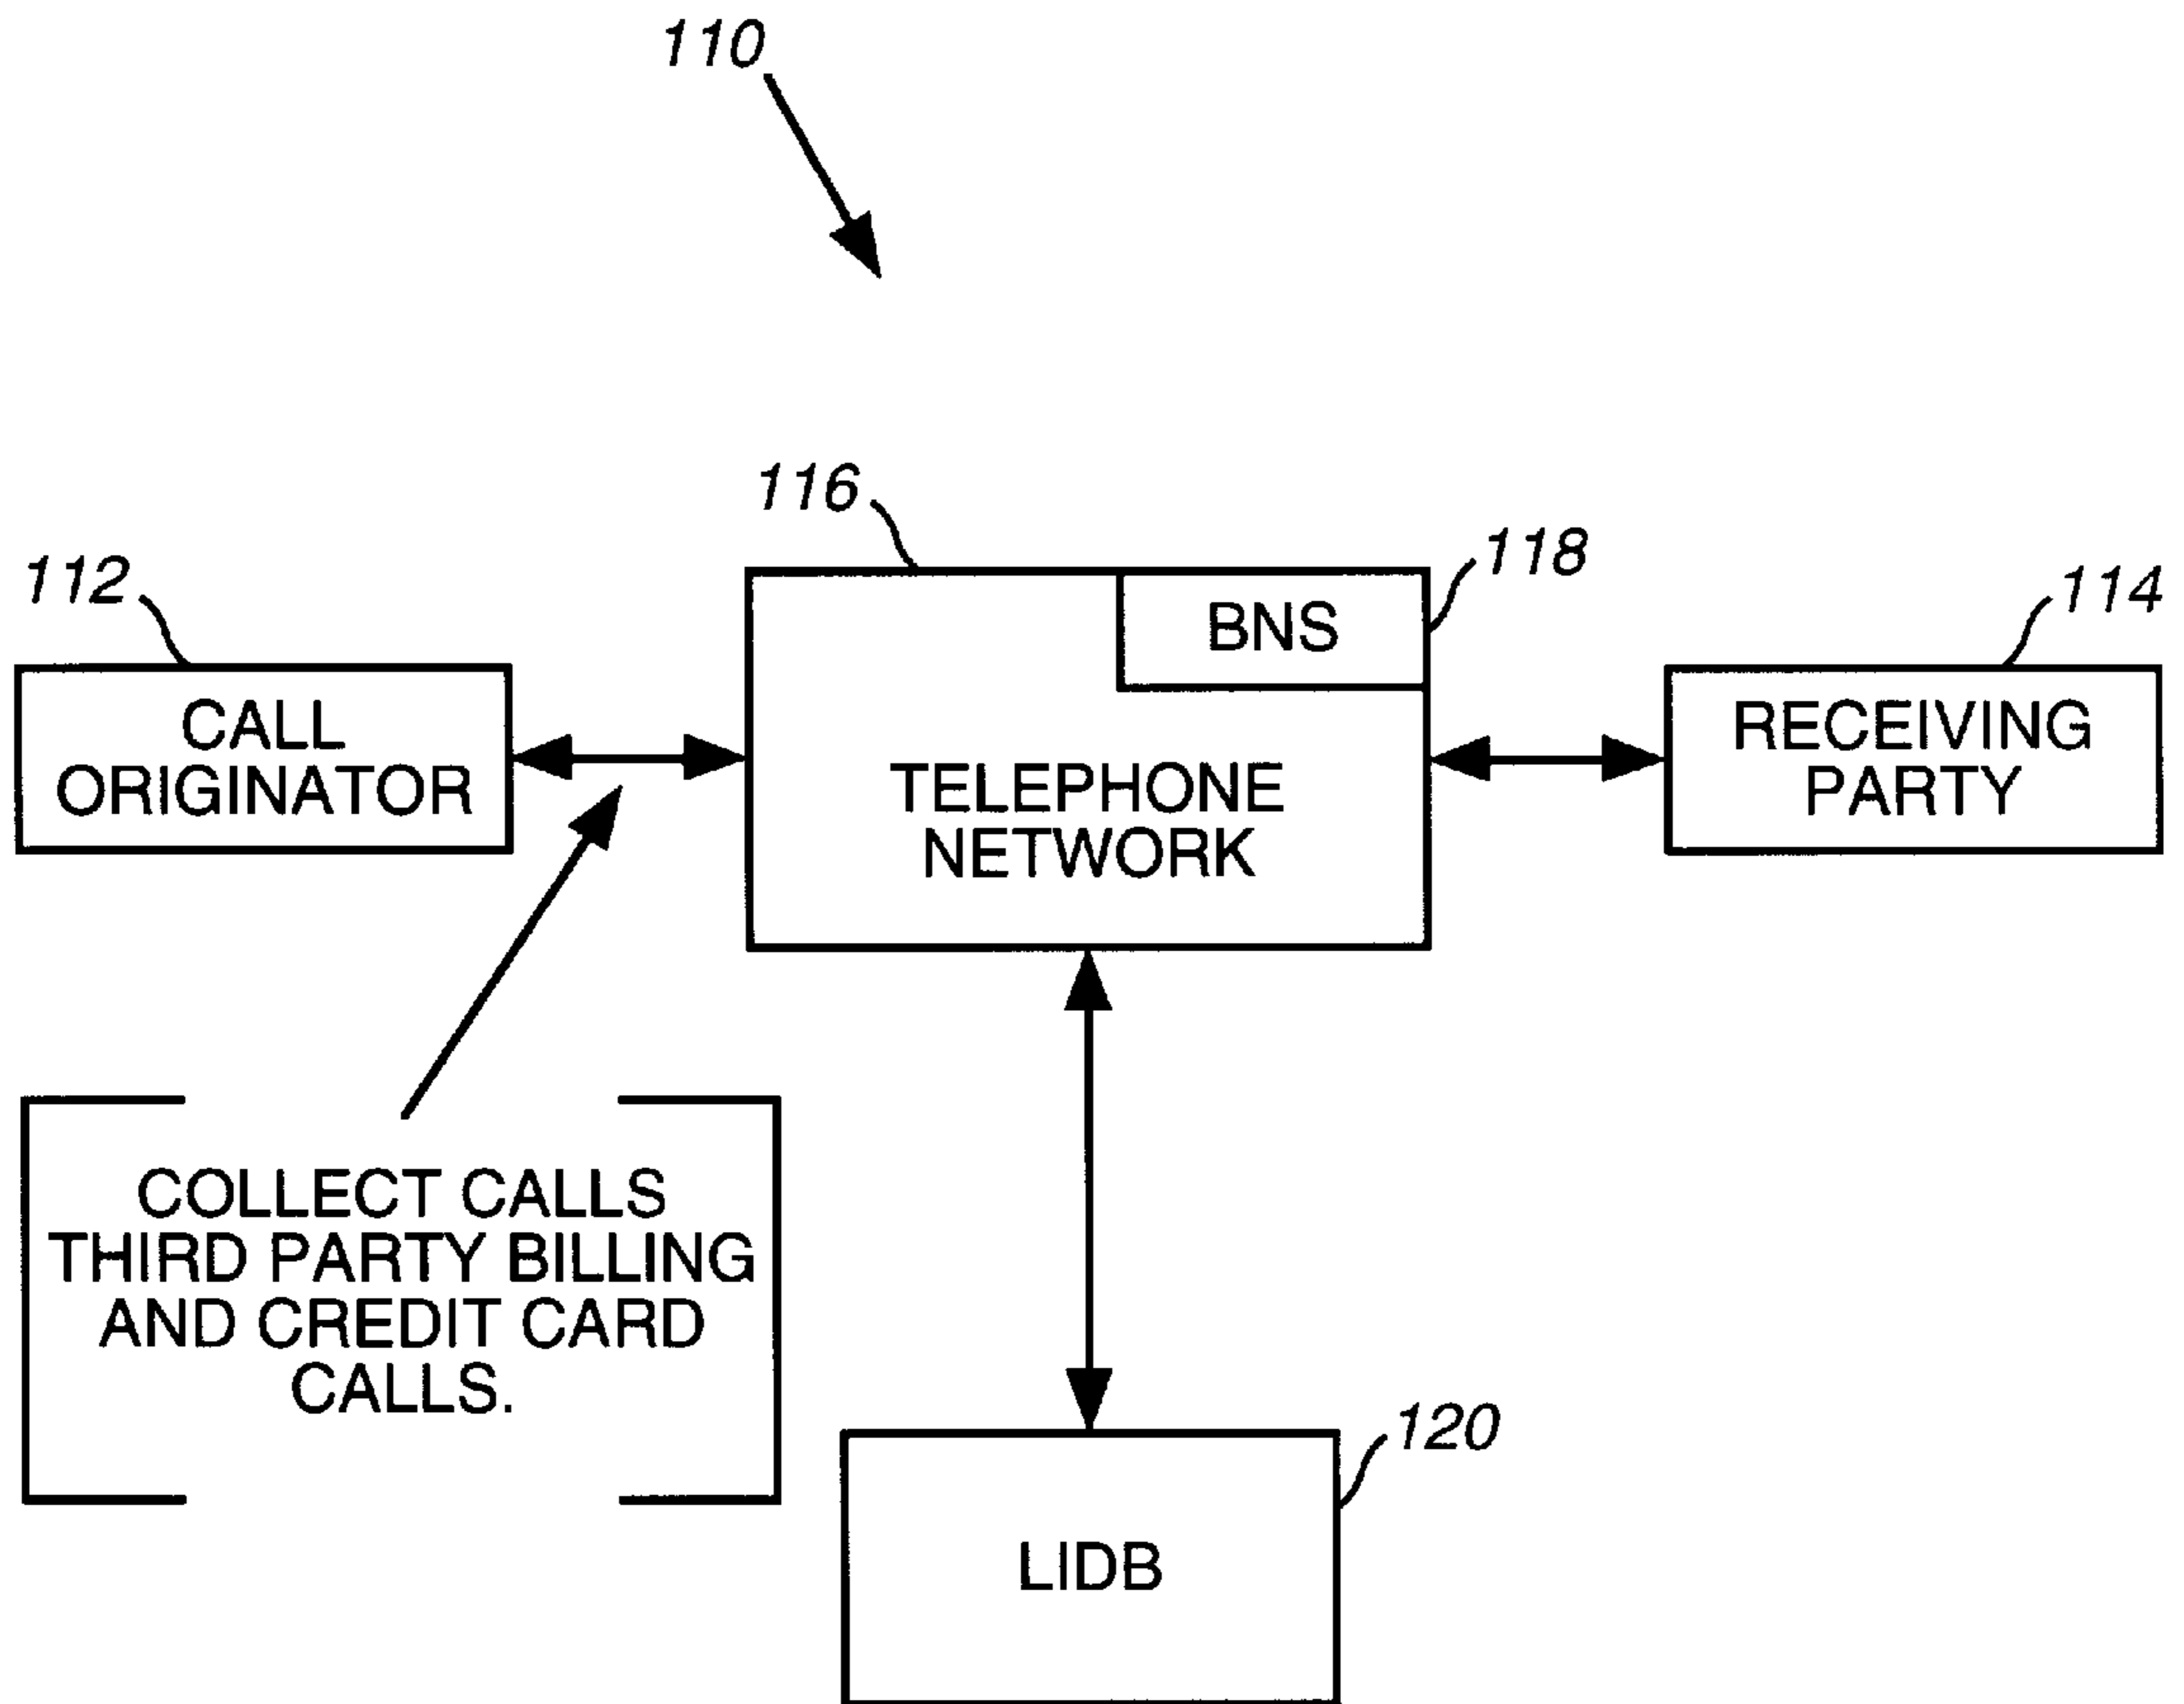 110
116
118
112
114
BNS
CALL
ORIGINATOR
TELEPHONE
NETWORK
RECEIVING
PARTY
COLLECT CALLS
THIRD PARTY BILLING
AND CREDIT CARD
CALLS.
120
LIDB